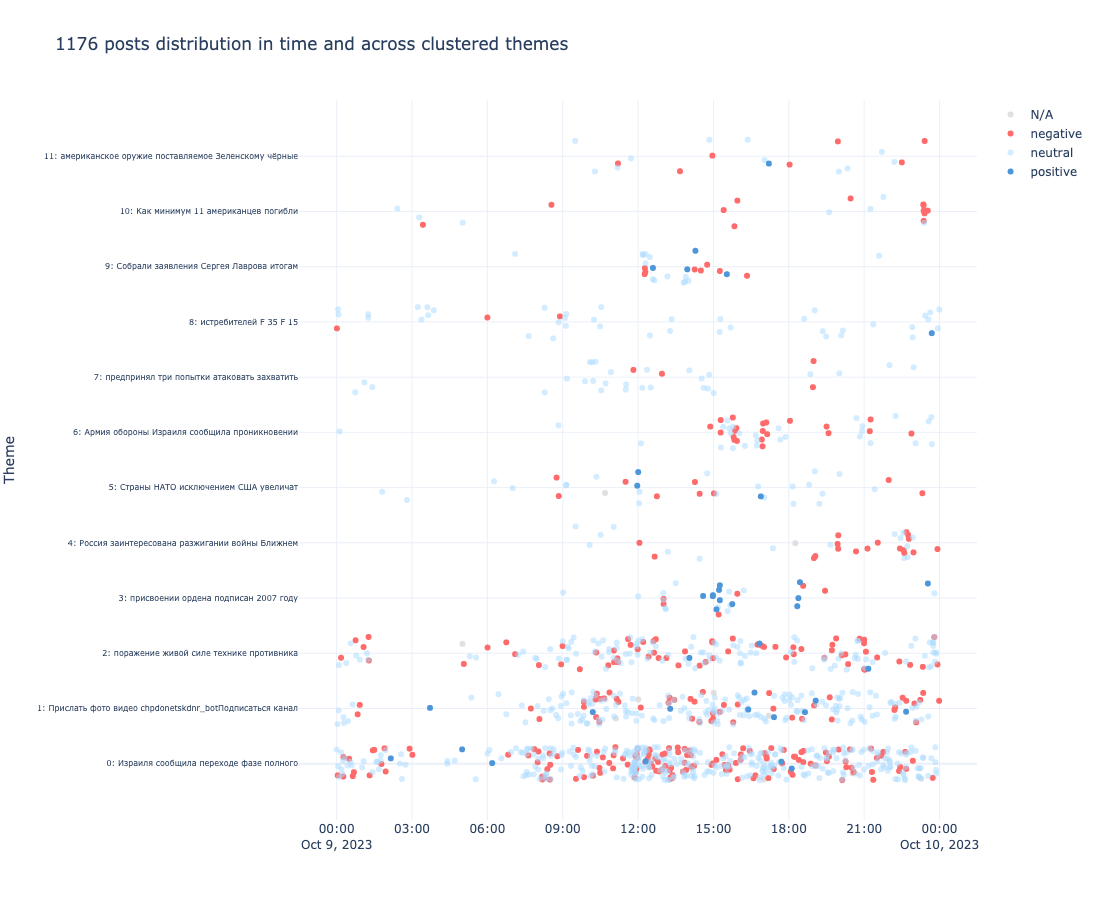 1176 posts distribution in time and across clustered themes
N/A
negative
neutral
positive
Theme
11: американское оружие поставляемое Зеленскому чёрные
10: Как минимум 11 американцев погибли
9: Собрали заявления Сергея Лаврова итогам
8: истребителей F 35 F 15
7: предпринял три попытки атаковать захватить
6: Армия обороны Израиля сообщила проникновении
5: Страны НАТО исключением США увеличат
4: Россия заинтересована разжигании войны Ближнем
3: присвоении ордена подписан 2007 году
2: поражение живой силе технике противника
1: Прислать фото видео chpdonetskdnr_botПодписаться канал
0: Израиля сообщила переходе фазе полного
00:00 03:00 06:00 09:00 12:00 15:00 18:00 21:00 00:00
Oct 9, 2023 Oct 10, 2023